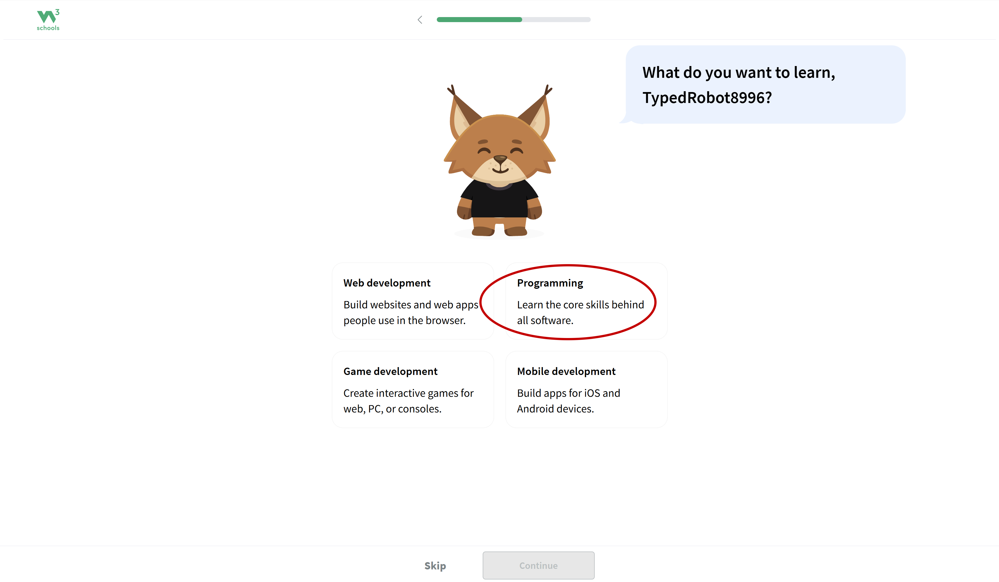 3
schools
What do you want to learn,
TypedRobot8996?
Web development
Build websites and web apps
people use in the browser.
Programming
Learn the core skills behind
all software.
Game development
Create interactive games for
web, PC, or consoles.
Mobile development
Build apps for iOS and
Android devices.
Skip
Continue